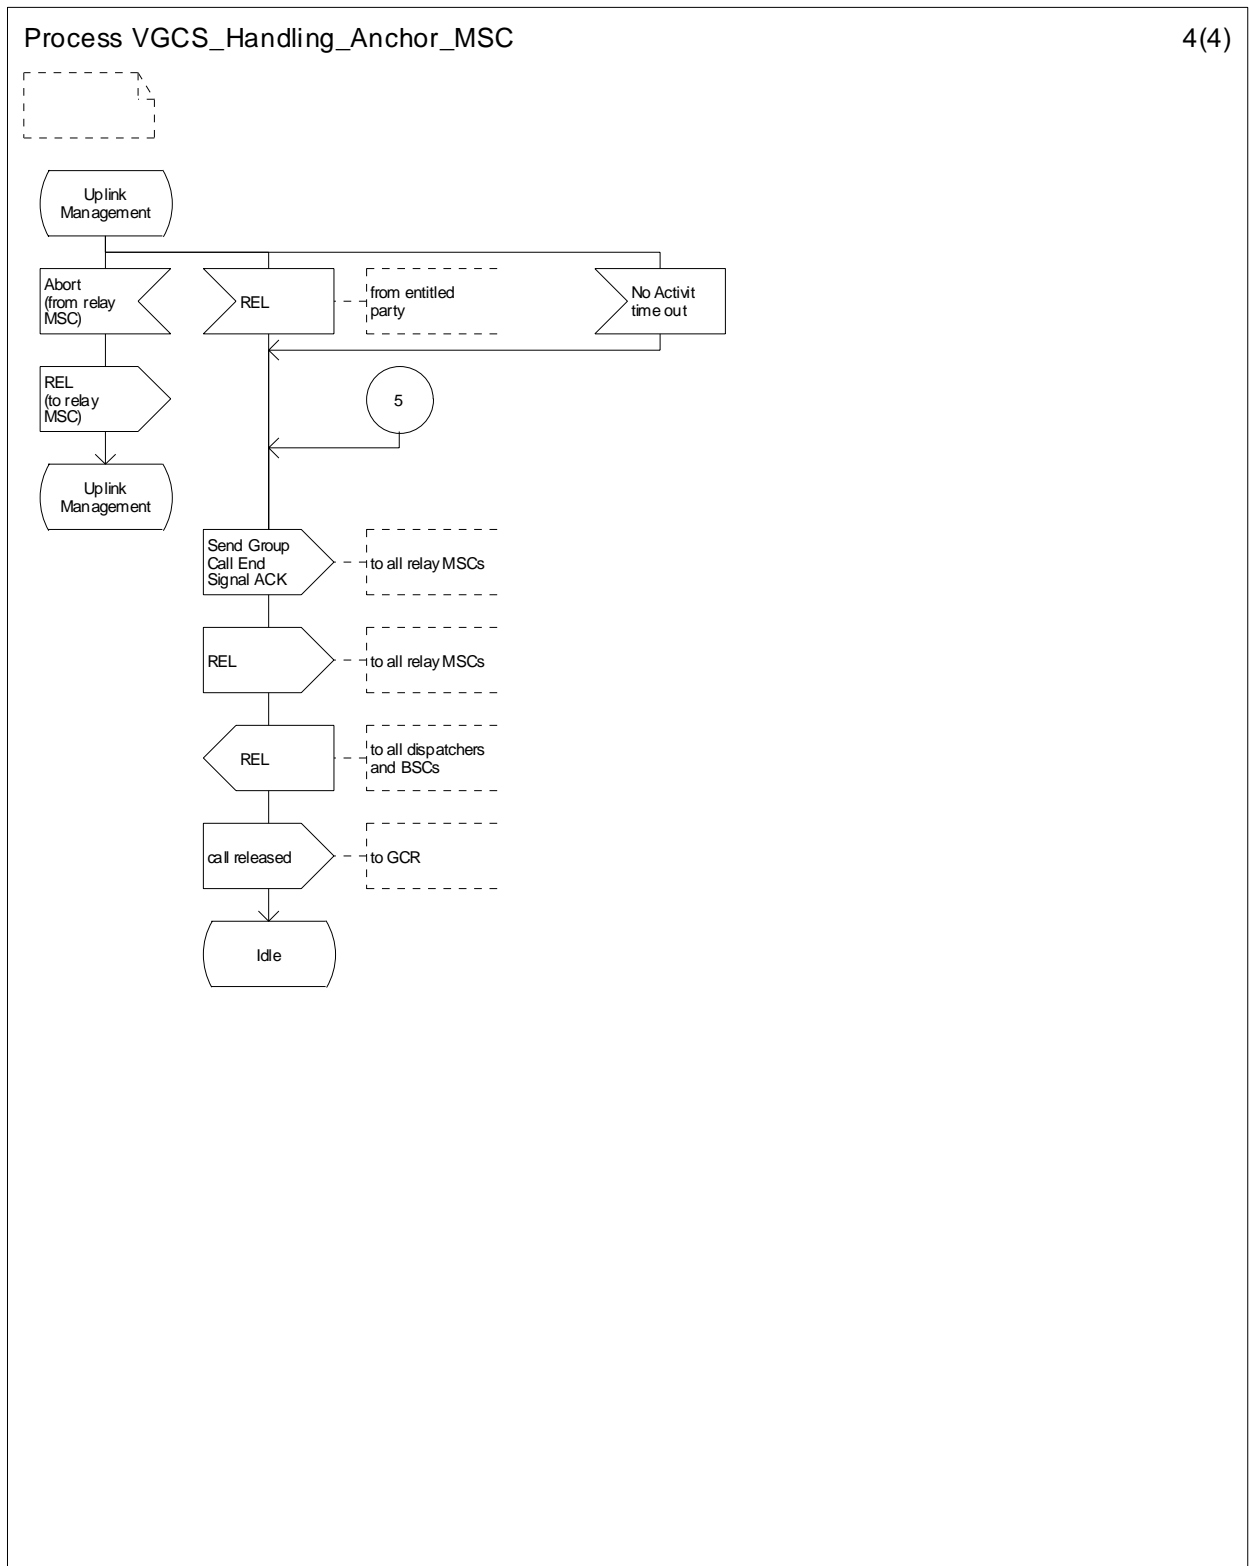 Process VGCS_Handling_Anchor_MSC
4(4)
Uplink
Management
Abort
(from relay
MSC)
REL
from entitled
party
No Activit
time out
REL
(to relay
MSC)
5
Uplink
Management
Send Group
Call End
Signal ACK
to all relay MSCs
REL
to all relay MSCs
REL
to all dispatchers
and BSCs
call released
to GCR
Idle